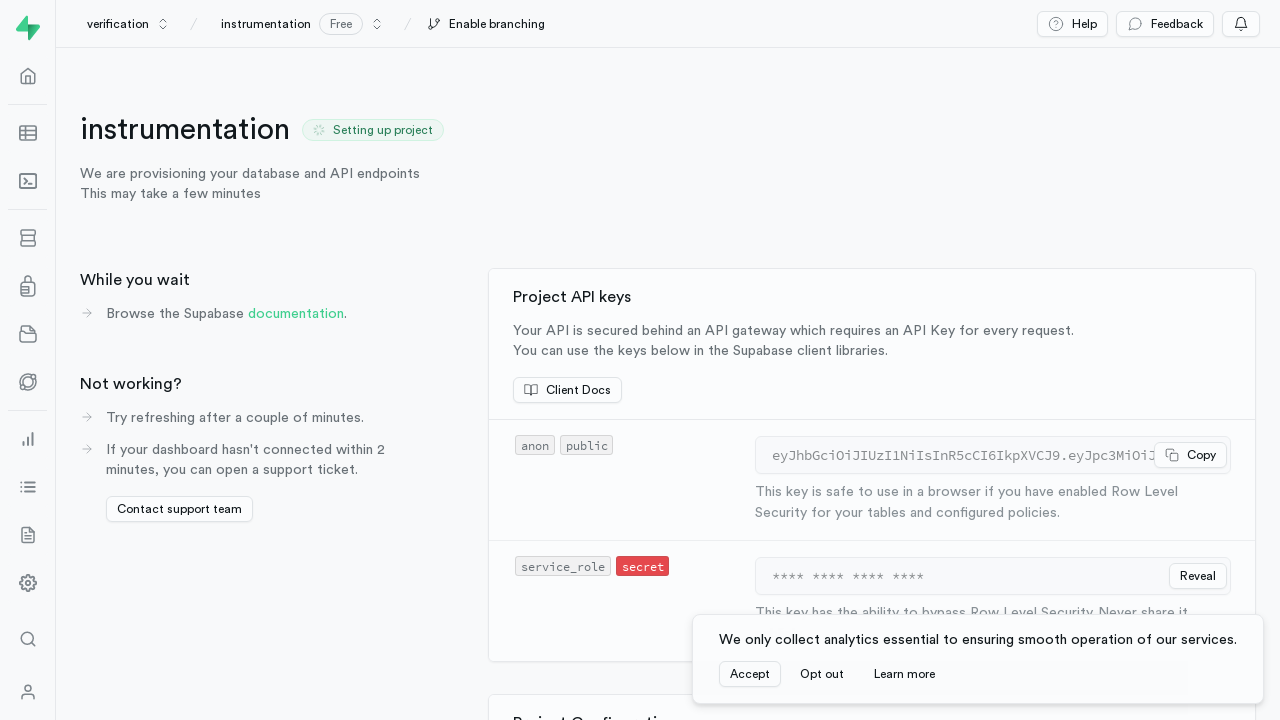 verification / instrumentation Free / Enable branching Help Feedback
instrumentation Setting up project
We are provisioning your database and API endpoints
This may take a few minutes
While you wait
Browse the Supabase documentation.
Not working?
Try refreshing after a couple of minutes.
If your dashboard hasn't connected within 2
minutes, you can open a support ticket.
Contact support team
Project API keys
Your API is secured behind an API gateway which requires an API Key for every request.
You can use the keys below in the Supabase client libraries.
Client Docs
anon public
eyJhbGciOiJIUzI1NiIsInR5cCI6IkpXVCJ9.eyJpc3MiOiJ Copy
This key is safe to use in a browser if you have enabled Row Level
Security for your tables and configured policies.
service_role secret
**** **** **** **** Reveal
This key has the ability to bypass Row Level Security. Never share it
We only collect analytics essential to ensuring smooth operation of our services.
Accept Opt out Learn more